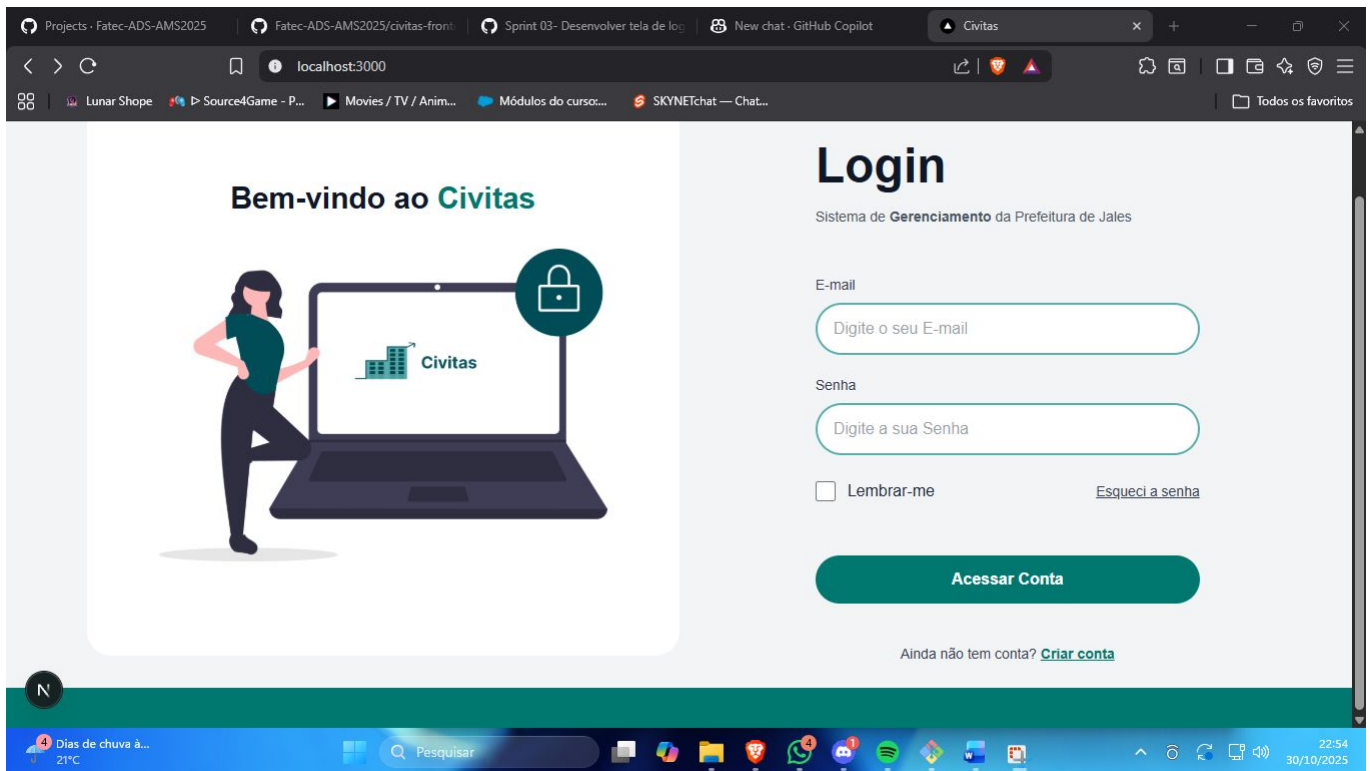 Projects · Fatec-ADS-AMS2025
Fatec-ADS-AMS2025/civitas-front
Sprint 03- Desenvolver tela de log
New chat · GitHub Copilot
Civitas
localhost:3000
Lunar Shope
Source4Game - P...
Movies / TV / Anim...
Módulos do curso:...
SKYNETchat — Chat...
Todos os favoritos
Login
Bem-vindo ao Civitas
Sistema de Gerenciamento da Prefeitura de Jales
E-mail
Digite o seu E-mail
Civitas
Senha
Digite a sua Senha
Lembrar-me
Esqueci a senha
Acessar Conta
Ainda não tem conta? Criar conta
N
4
Dias de chuva à...
21°C
Pesquisar
4
1
22:54
30/10/2025